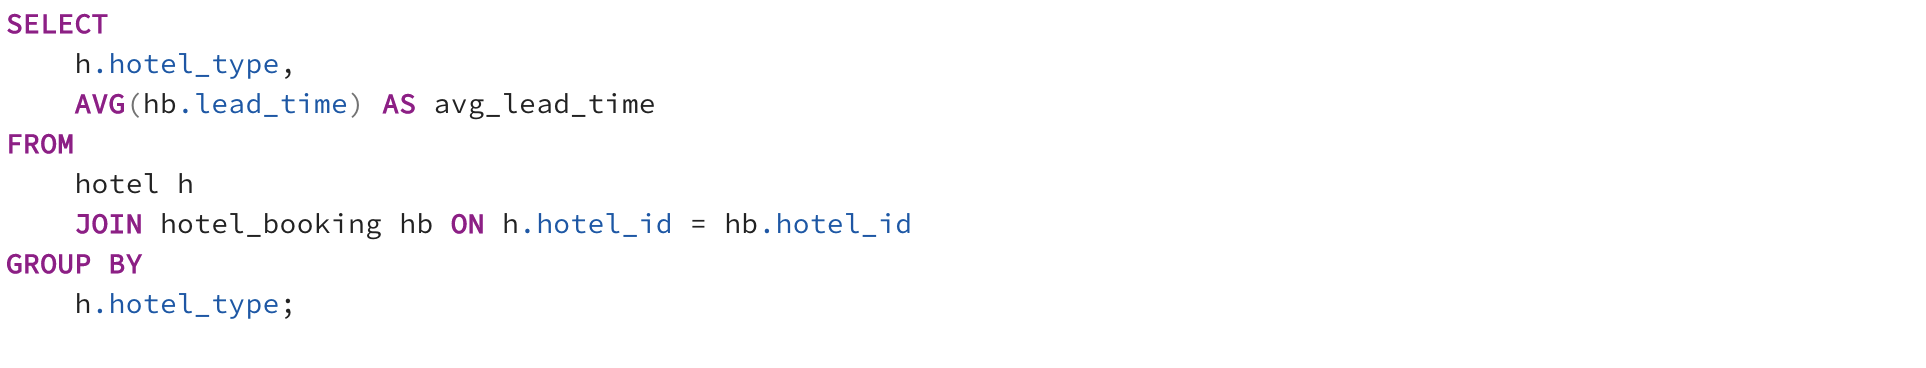 SELECT
    h.hotel_type,
    AVG(hb.lead_time) AS avg_lead_time
FROM
    hotel h
    JOIN hotel_booking hb ON h.hotel_id = hb.hotel_id
GROUP BY
    h.hotel_type;